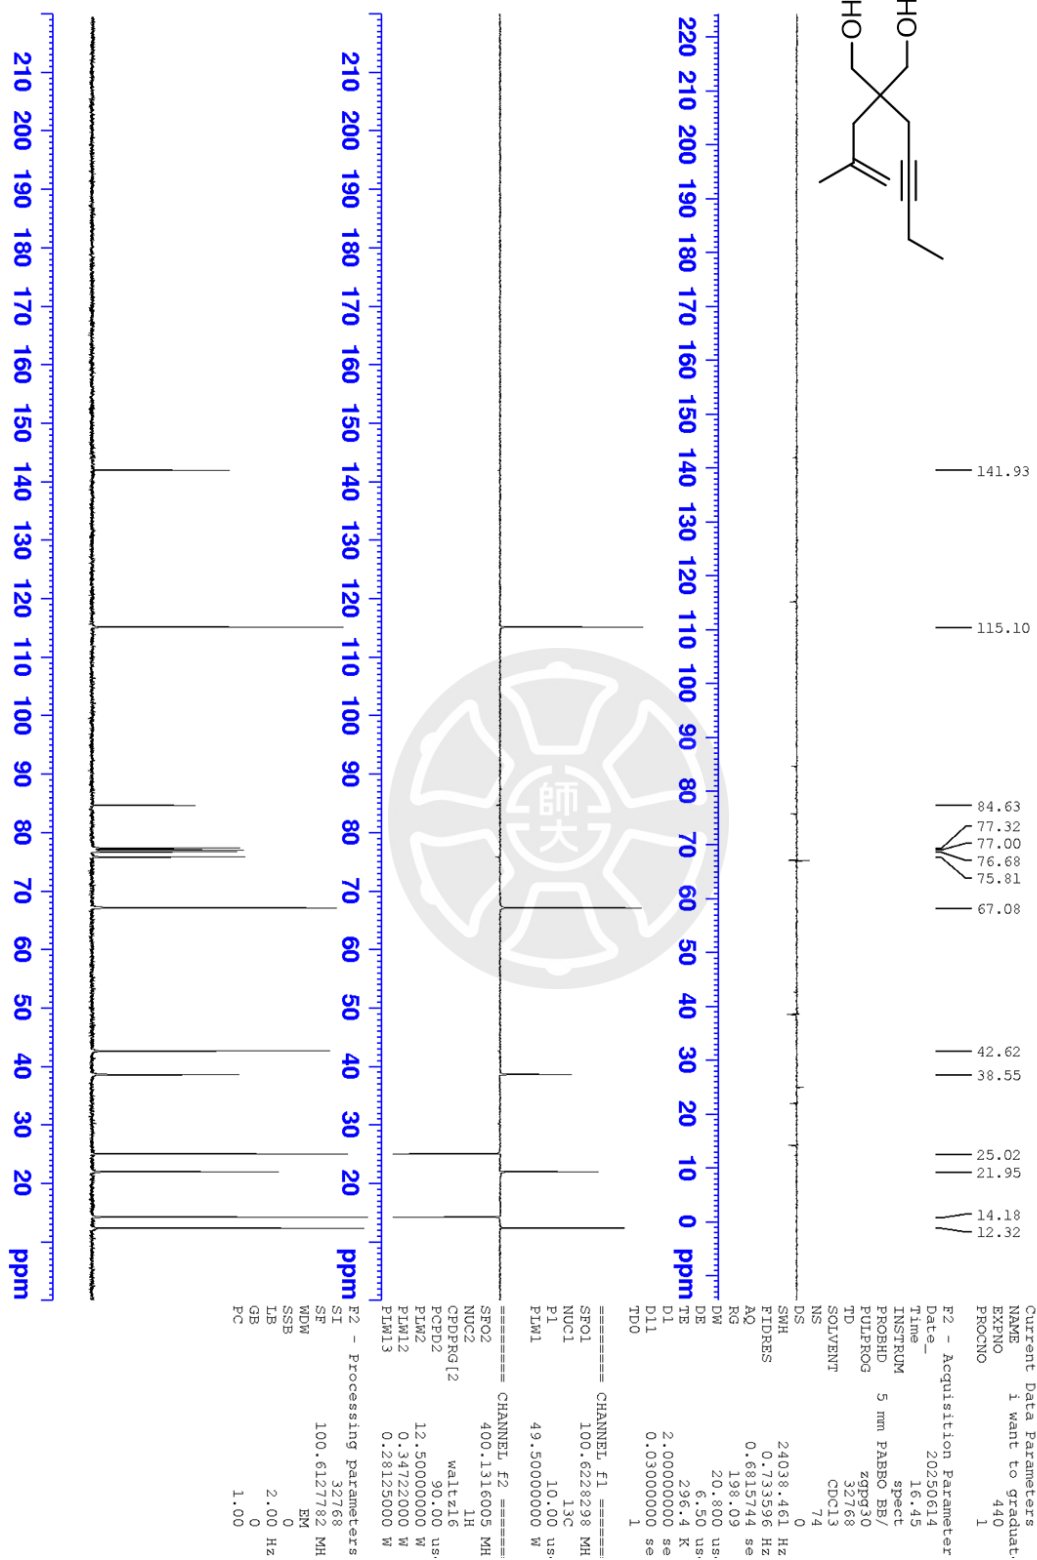 HO
HO
141.93
115.10
84.63
77.32
77.00
76.68
75.81
67.08
42.62
38.55
25.02
21.95
14.18
12.32
220 210 200 190 180 170 160 150 140 130 120 110 100 90 80 70 60 50 40 30 20 10 0 ppm
210 200 190 180 170 160 150 140 130 120 110 100 90 80 70 60 50 40 30 20 ppm
210 200 190 180 170 160 150 140 130 120 110 100 90 80 70 60 50 40 30 20 ppm
師大
Current Data Parameters
NAME i want to graduat
EXPNO 440
PROCNO 1
F2 - Acquisition Parameter
Date_ 20250614
Time 16.45
INSTRUM spect
PROBHD 5 mm PABBO BB/
PULPROG zgpg30
TD 32768
SOLVENT CDCl3
NS 74
DS 0
SWH 24038.461 Hz
FIDRES 0.733596 Hz
AQ 0.6815744 se
RG 198.09
DW 20.800 us
DE 6.50 us
TE 296.4 K
D1 2.00000000 se
D11 0.03000000 se
TD0 1
======== CHANNEL f1 ========
SFO1 100.6228298 MH
NUC1 13C
P1 10.00 us
PLW1 49.50000000 W
======== CHANNEL f2 ========
SFO2 400.1316005 MH
NUC2 1H
CPDPRG[2 waltz16
PCPD2 90.00 us
PLW2 12.50000000 W
PLW12 0.34722000 W
PLW13 0.28125000 W
F2 - Processing parameters
SI 32768
SF 100.6127782 MH
WDW EM
SSB 0
LB 2.00 Hz
GB 0
PC 1.00